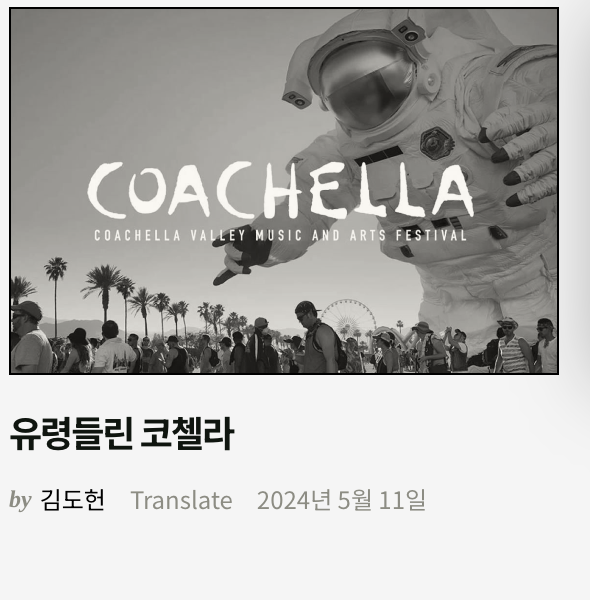 COACHELLA
COACHELLA VALLEY MUSIC AND ARTS FESTIVAL
유령들린 코첼라
by 김도헌 Translate 2024년 5월 11일